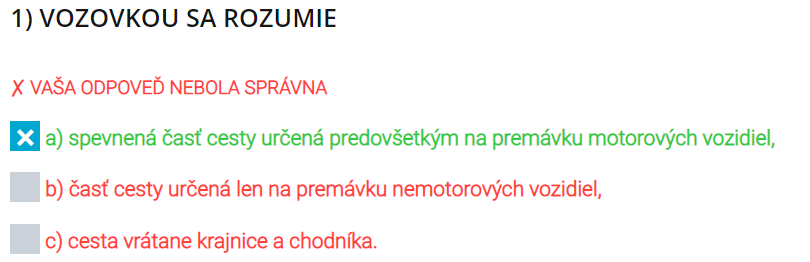 1) VOZOVKOU SA ROZUMIE
✗ VAŠA ODPOVEĎ NEBOLA SPRÁVNA
a) spevnená časť cesty určená predovšetkým na premávku motorových vozidiel,
b) časť cesty určená len na premávku nemotorových vozidiel,
c) cesta vrátane krajnice a chodníka.